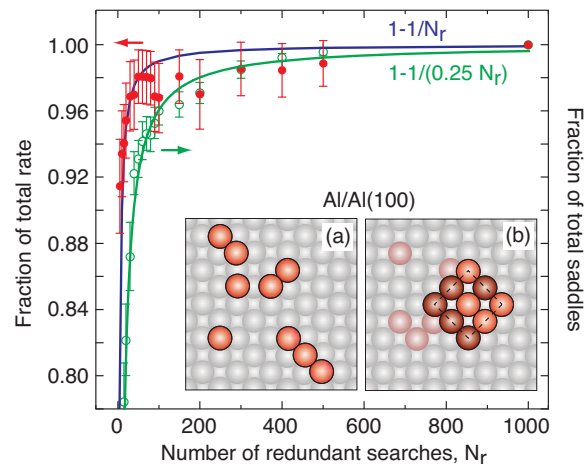 1-1/Nr
1-1/(0.25 Nr)
1.00
0.96
0.92
0.88
0.84
0.80
Fraction of total rate
Fraction of total saddles
Al/Al(100)
(a)
(b)
0
200
400
600
800
1000
Number of redundant searches, Nr